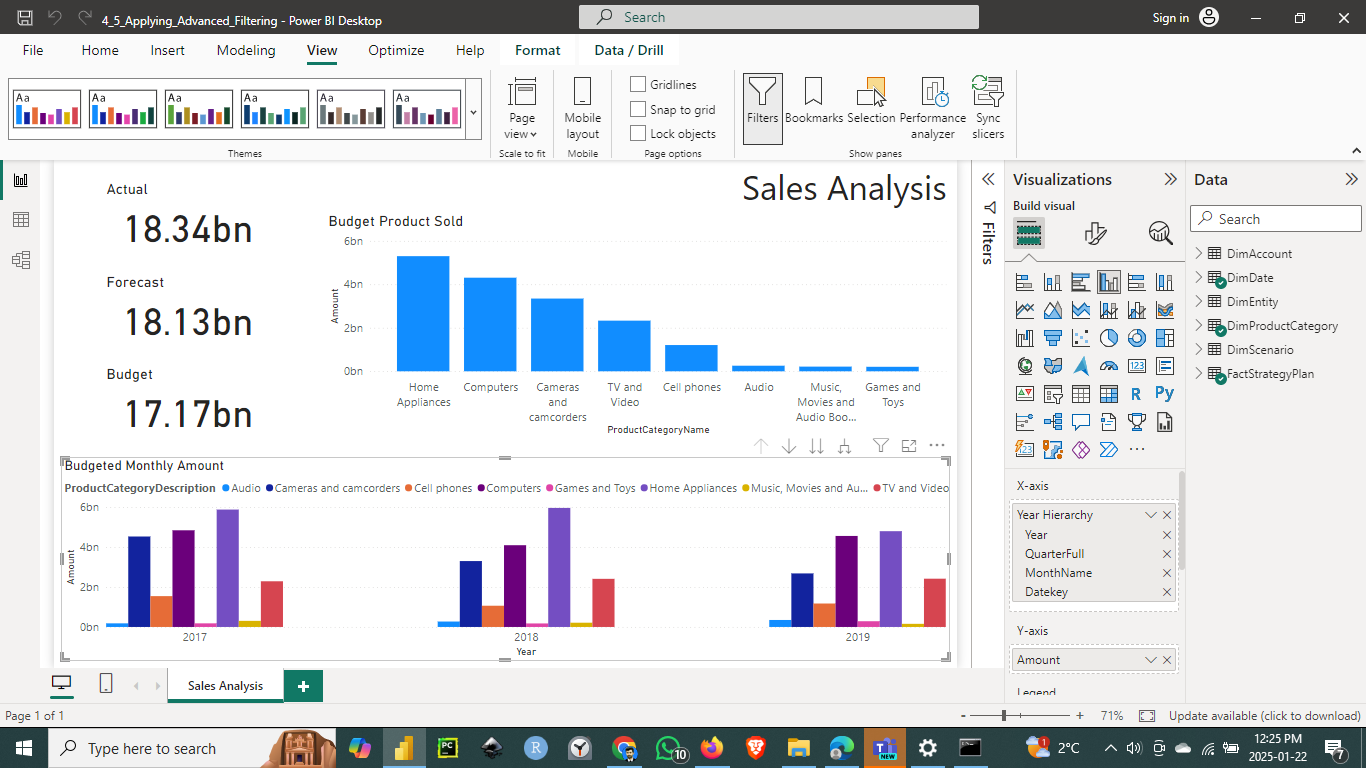 4_5_Applying_Advanced_Filtering - Power BI Desktop
Search
Sign in
File Home Insert Modeling View Optimize Help Format Data / Drill
Aa Aa Aa Aa Aa Aa
Themes
Page view
Scale to fit
Mobile layout
Mobile
Gridlines
Snap to grid
Lock objects
Page options
Filters
Bookmarks
Selection
Performance analyzer
Sync slicers
Show panes
Actual
18.34bn
Forecast
18.13bn
Budget
17.17bn
Sales Analysis
Budget Product Sold
6bn
4bn
2bn
0bn
Amount
Home Appliances
Computers
Cameras and camcorders
TV and Video
Cell phones
Audio
Music, Movies and Audio Boo...
Games and Toys
ProductCategoryName
Budgeted Monthly Amount
ProductCategoryDescription Audio Cameras and camcorders Cell phones Computers Games and Toys Home Appliances Music, Movies and Au... TV and Video
6bn
4bn
2bn
0bn
Amount
2017 2018 2019
Year
Filters
Visualizations
Build visual
123
R
Py
123
X-axis
Year Hierarchy
Year
QuarterFull
MonthName
Datekey
Y-axis
Amount
Legend
Data
Search
DimAccount
DimDate
DimEntity
DimProductCategory
DimScenario
FactStrategyPlan
Sales Analysis
Page 1 of 1
- + 71%
Update available (click to download)
Type here to search
PC
R
10
NEW
1
2°C
12:25 PM
2025-01-22
7